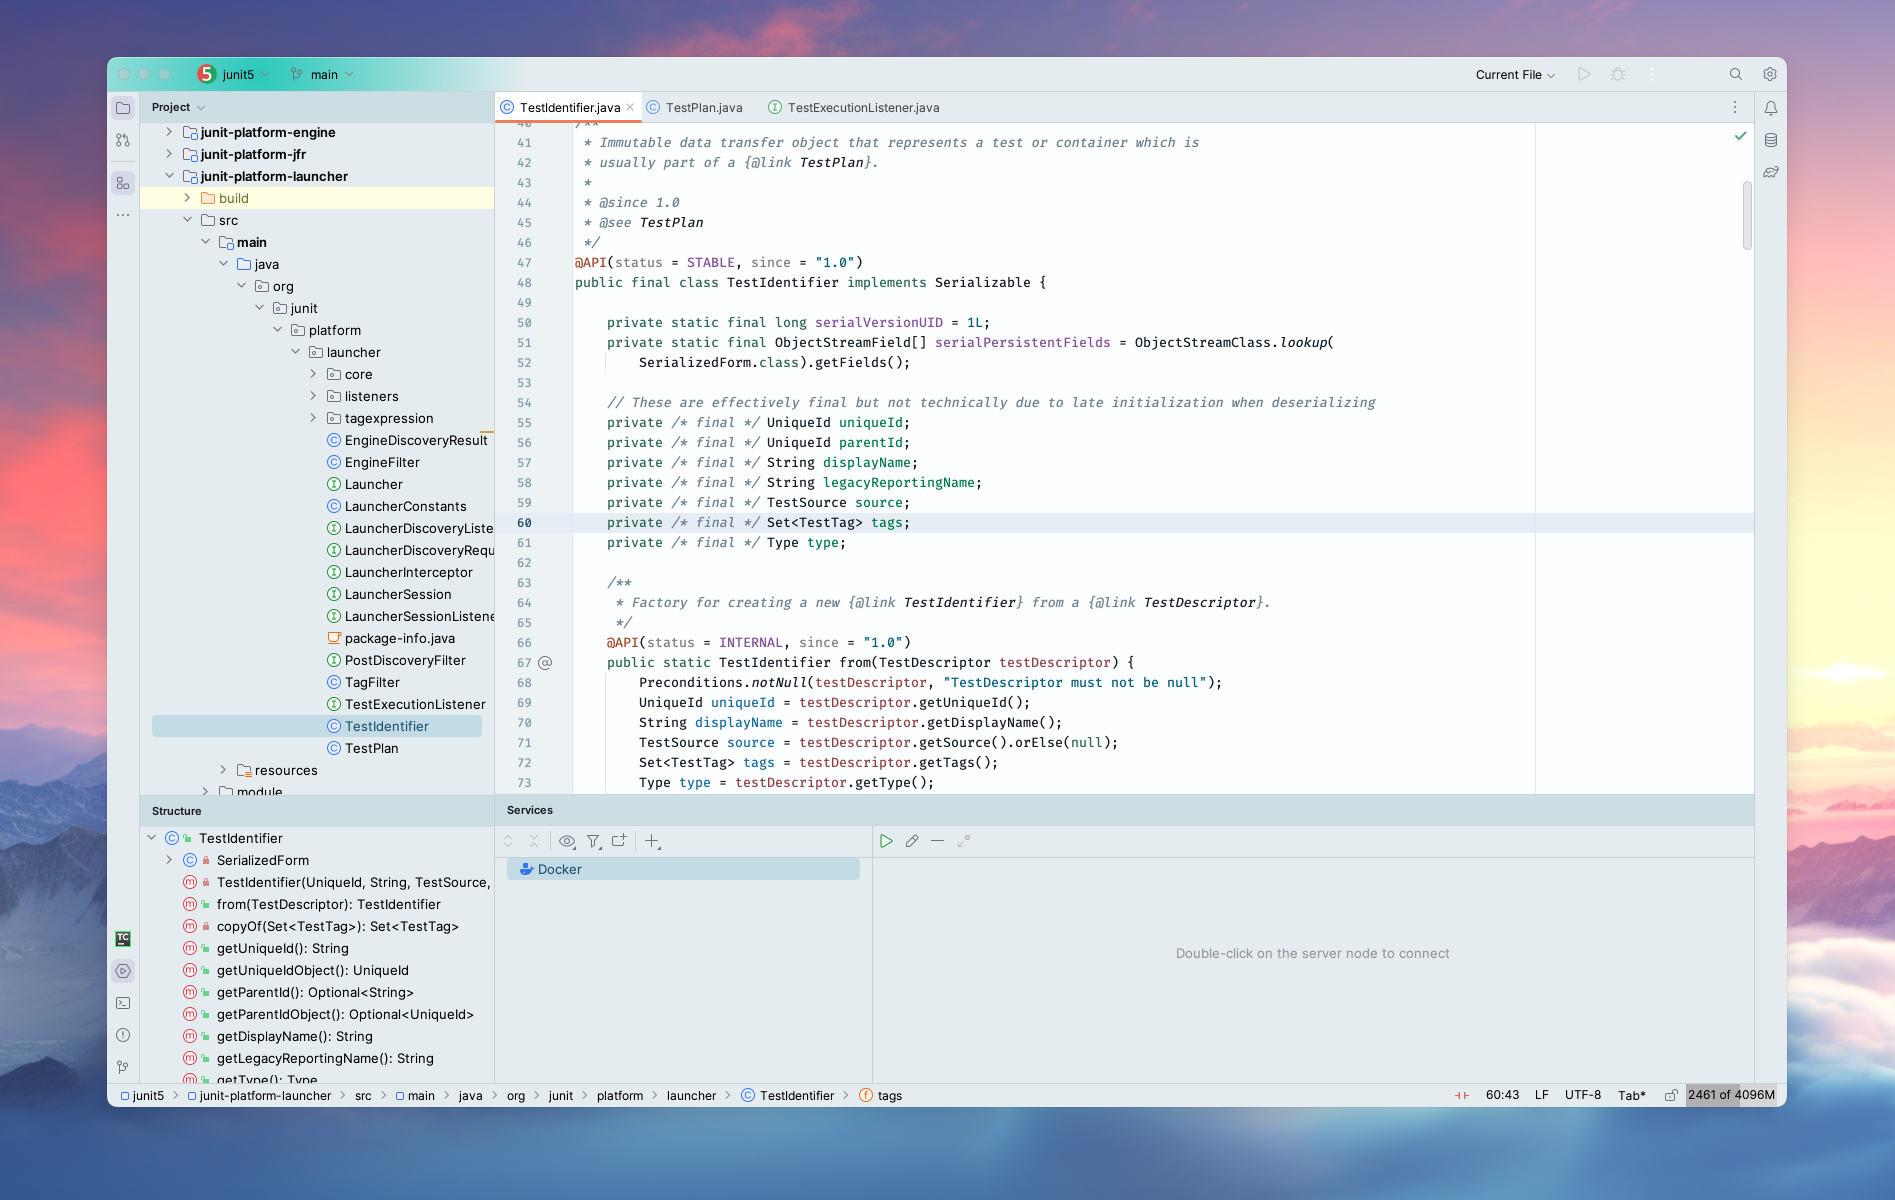 5 junit5 main Current File
Project
junit-platform-engine
junit-platform-jfr
junit-platform-launcher
build
src
main
java
org
junit
platform
launcher
core
listeners
tagexpression
EngineDiscoveryResult
EngineFilter
Launcher
LauncherConstants
LauncherDiscoveryListe
LauncherDiscoveryRequ
LauncherInterceptor
LauncherSession
LauncherSessionListene
package-info.java
PostDiscoveryFilter
TagFilter
TestExecutionListener
TestIdentifier
TestPlan
resources
module
TestIdentifier.java TestPlan.java TestExecutionListener.java
40 /**
41 * Immutable data transfer object that represents a test or container which is
42 * usually part of a {@link TestPlan}.
43 *
44 * @since 1.0
45 * @see TestPlan
46 */
47 @API(status = STABLE, since = "1.0")
48 public final class TestIdentifier implements Serializable {
49
50 private static final long serialVersionUID = 1L;
51 private static final ObjectStreamField[] serialPersistentFields = ObjectStreamClass.lookup(
52 SerializedForm.class).getFields();
53
54 // These are effectively final but not technically due to late initialization when deserializing
55 private /* final */ UniqueId uniqueId;
56 private /* final */ UniqueId parentId;
57 private /* final */ String displayName;
58 private /* final */ String legacyReportingName;
59 private /* final */ TestSource source;
60 private /* final */ Set<TestTag> tags;
61 private /* final */ Type type;
62
63 /**
64 * Factory for creating a new {@link TestIdentifier} from a {@link TestDescriptor}.
65 */
66 @API(status = INTERNAL, since = "1.0")
67 @ public static TestIdentifier from(TestDescriptor testDescriptor) {
68 Preconditions.notNull(testDescriptor, "TestDescriptor must not be null");
69 UniqueId uniqueId = testDescriptor.getUniqueId();
70 String displayName = testDescriptor.getDisplayName();
71 TestSource source = testDescriptor.getSource().orElse(null);
72 Set<TestTag> tags = testDescriptor.getTags();
73 Type type = testDescriptor.getType();
Structure
TestIdentifier
SerializedForm
TestIdentifier(UniqueId, String, TestSource,
from(TestDescriptor): TestIdentifier
copyOf(Set<TestTag>): Set<TestTag>
getUniqueId(): String
getUniqueIdObject(): UniqueId
getParentId(): Optional<String>
getParentIdObject(): Optional<UniqueId>
getDisplayName(): String
getLegacyReportingName(): String
getType(): Type
Services
Docker
Double-click on the server node to connect
TC
junit5 junit-platform-launcher src main java org junit platform launcher TestIdentifier tags 60:43 LF UTF-8 Tab* 2461 of 4096M